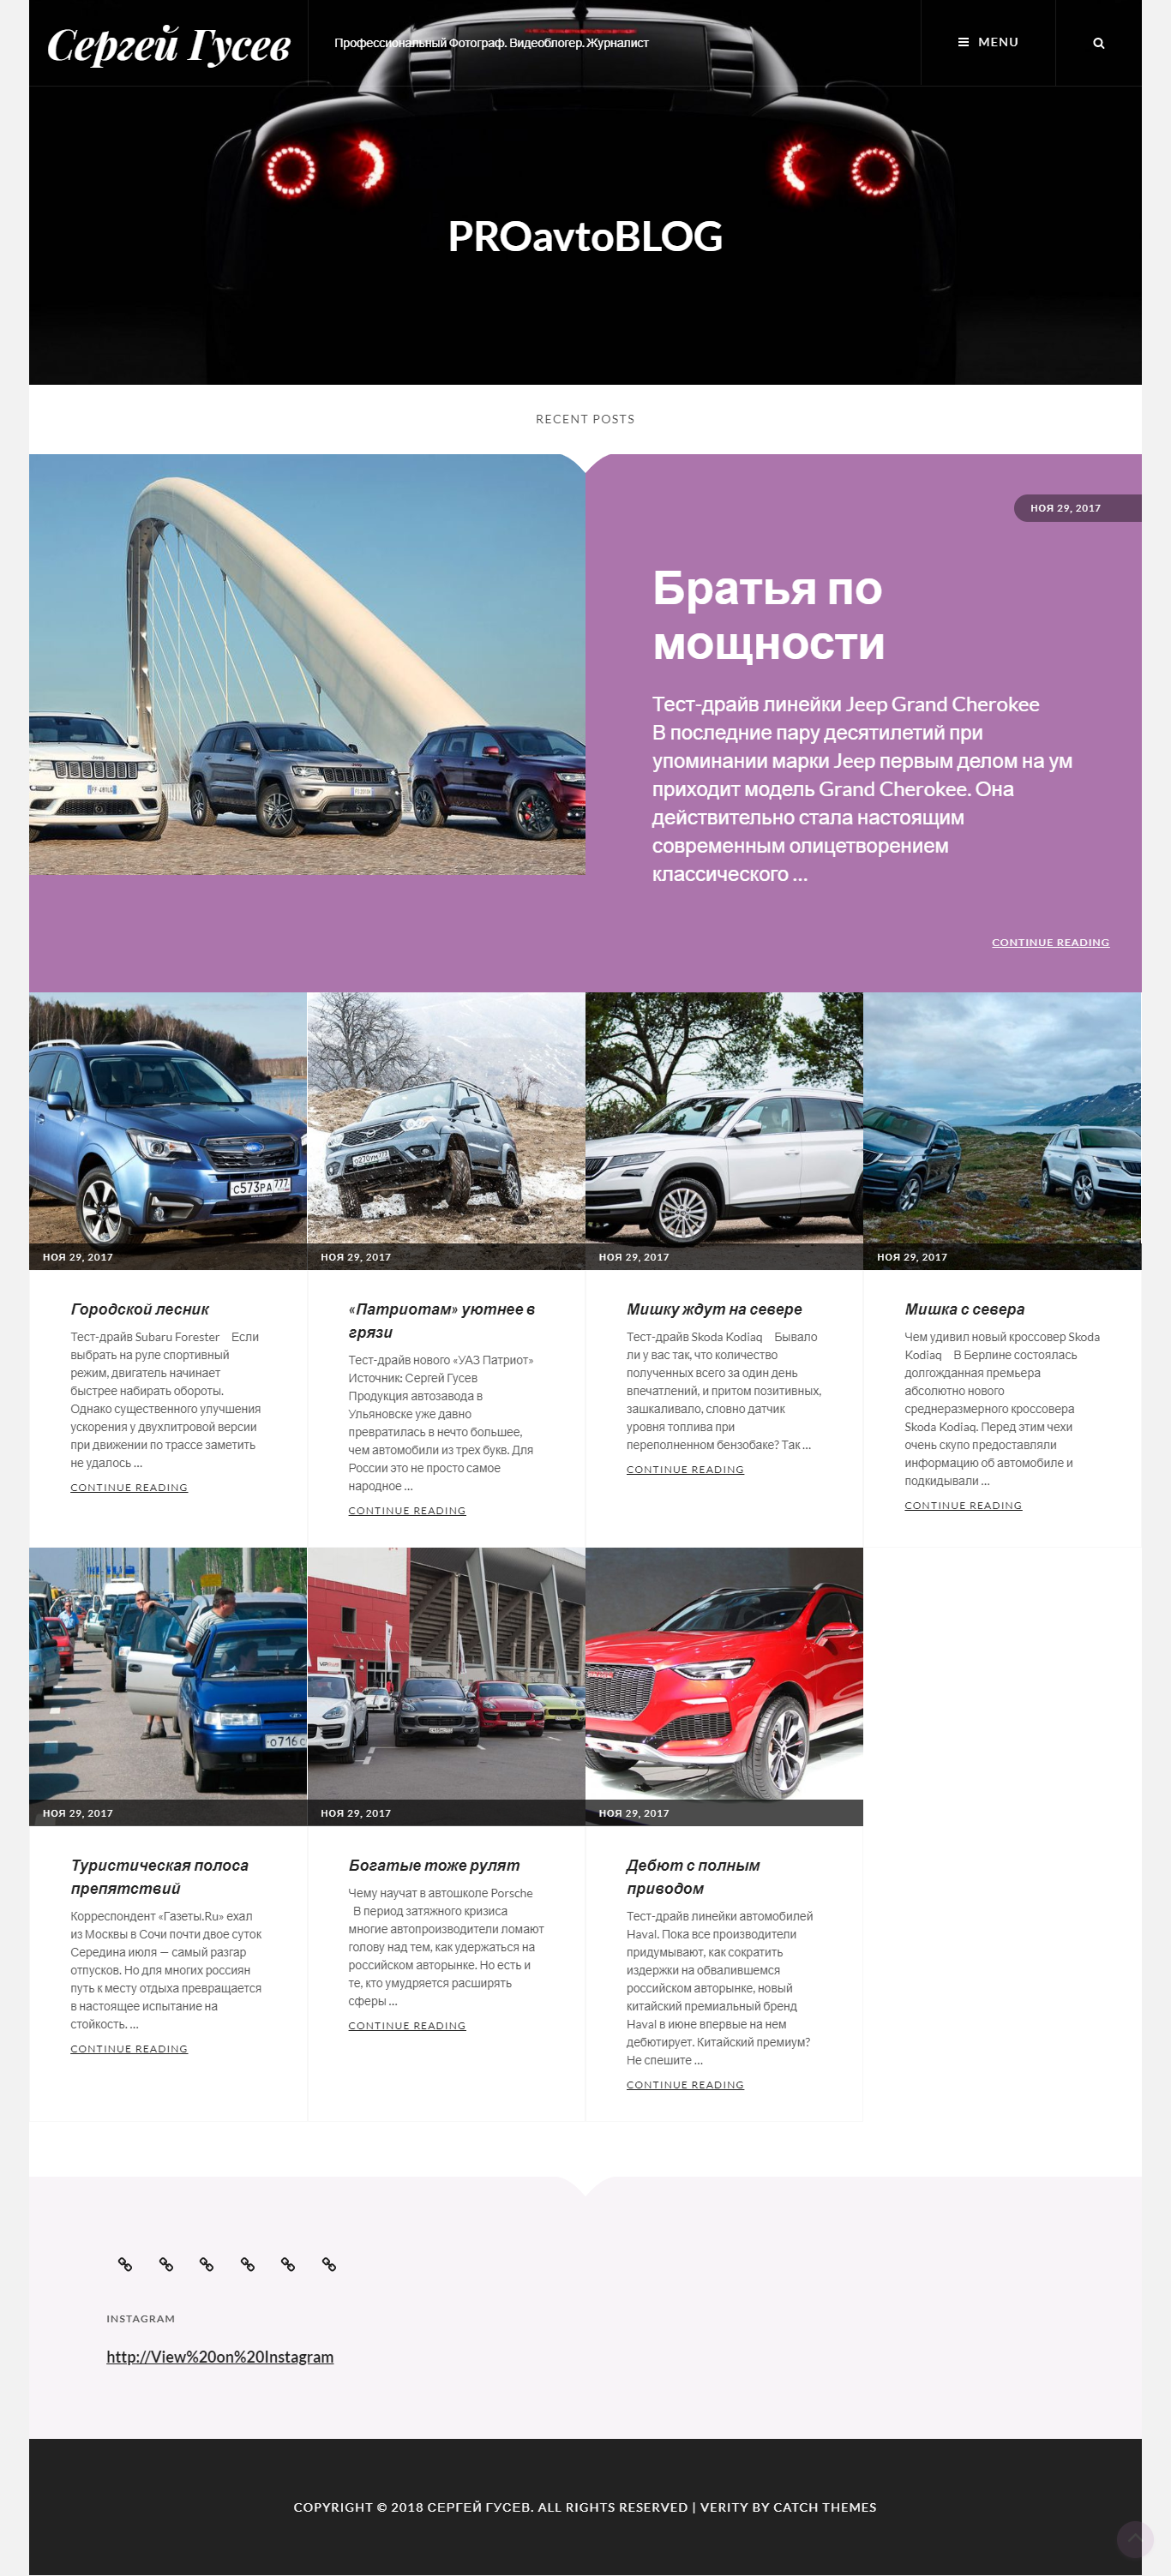 Сергей Гусев
Профессиональный Фотограф. Видеоблогер. Журналист
MENU
PROavtoBLOG
RECENT POSTS
НОЯ 29, 2017
Братья по
мощности
Тест-драйв линейки Jeep Grand Cherokee
В последние пару десятилетий при
упоминании марки Jeep первым делом на ум
приходит модель Grand Cherokee. Она
действительно стала настоящим
современным олицетворением
классического ...
CONTINUE READING
С573РА 777
НОЯ 29, 2017
НОЯ 29, 2017
НОЯ 29, 2017
НОЯ 29, 2017
Городской лесник
Тест-драйв Subaru Forester Если
выбрать на руле спортивный
режим, двигатель начинает
быстрее набирать обороты.
Однако существенного улучшения
ускорения у двухлитровой версии
при движении по трассе заметить
не удалось ...
CONTINUE READING
«Патриотам» уютнее в
грязи
Тест-драйв нового «УАЗ Патриот»
Источник: Сергей Гусев
Продукция автозавода в
Ульяновске уже давно
превратилась в нечто большее,
чем автомобили из трех букв. Для
России это не просто самое
народное ...
CONTINUE READING
Мишку ждут на севере
Тест-драйв Skoda Kodiaq Бывало
ли у вас так, что количество
полученных всего за один день
впечатлений, и притом позитивных,
зашкаливало, словно датчик
уровня топлива при
переполненном бензобаке? Так ...
CONTINUE READING
Мишка с севера
Чем удивил новый кроссовер Skoda
Kodiaq В Берлине состоялась
долгожданная премьера
абсолютно нового
среднеразмерного кроссовера
Skoda Kodiaq. Перед этим чехи
очень скупо предоставляли
информацию об автомобиле и
подкидывали ...
CONTINUE READING
о716с
НОЯ 29, 2017
НОЯ 29, 2017
НОЯ 29, 2017
Туристическая полоса
препятствий
Корреспондент «Газеты.Ru» ехал
из Москвы в Сочи почти двое суток
Середина июля — самый разгар
отпусков. Но для многих россиян
путь к месту отдыха превращается
в настоящее испытание на
стойкость. ...
CONTINUE READING
Богатые тоже рулят
Чему научат в автошколе Porsche
В период затяжного кризиса
многие автопроизводители ломают
голову над тем, как удержаться на
российском авторынке. Но есть и
те, кто умудряется расширять
сферы ...
CONTINUE READING
Дебют с полным
приводом
Тест-драйв линейки автомобилей
Haval. Пока все производители
придумывают, как сократить
издержки на обвалившемся
российском авторынке, новый
китайский премиальный бренд
Haval в июне впервые на нем
дебютирует. Китайский премиум?
Не спешите ...
CONTINUE READING
INSTAGRAM
http://View%20on%20Instagram
COPYRIGHT © 2018 СЕРГЕЙ ГУСЕВ. ALL RIGHTS RESERVED | VERITY BY CATCH THEMES